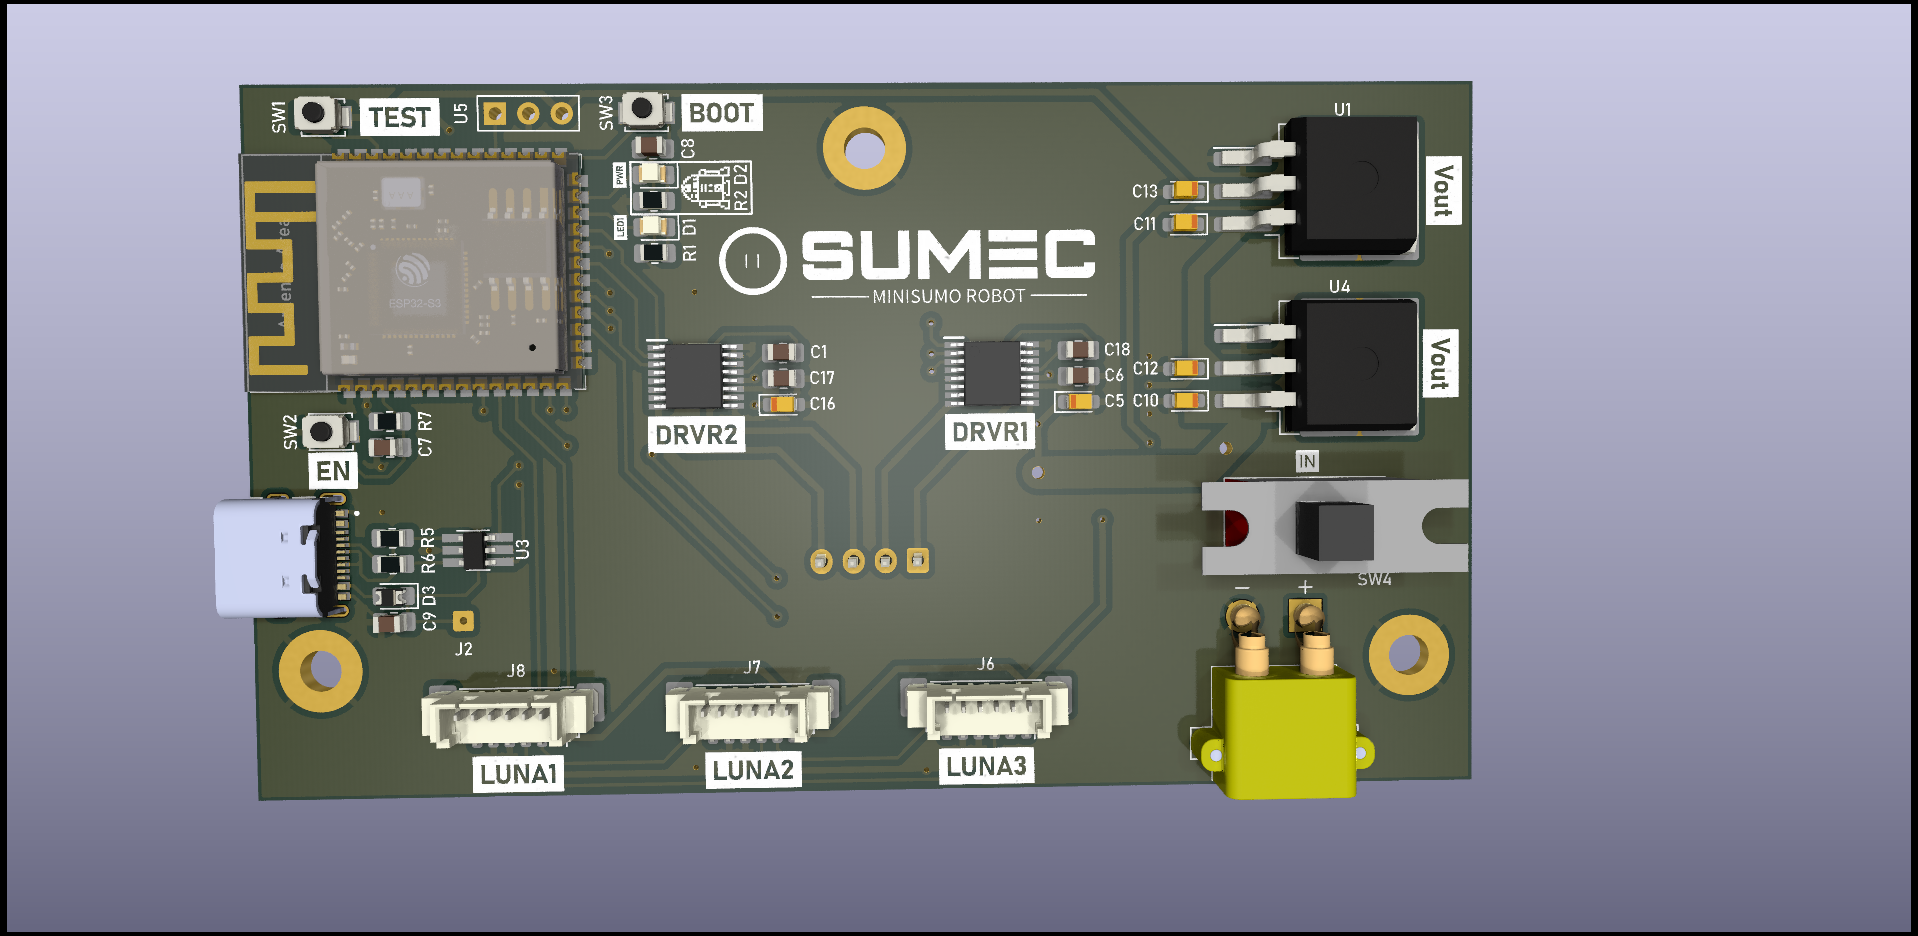 SW1
TEST
U5
SW3
BOOT
C8
PWR
R2 D2
LED1
D1
R1
U1
Vout
C13
C11
SUMEC
MINISUMO ROBOT
ESP32-S3
U4
Vout
C1
C17
C16
DRVR2
C18
C6
C5
DRVR1
C12
C10
SW2
R7
C7
EN
IN
R5
R6
U3
D3
C9
J2
SW4
− +
J8
J7
J6
LUNA1
LUNA2
LUNA3